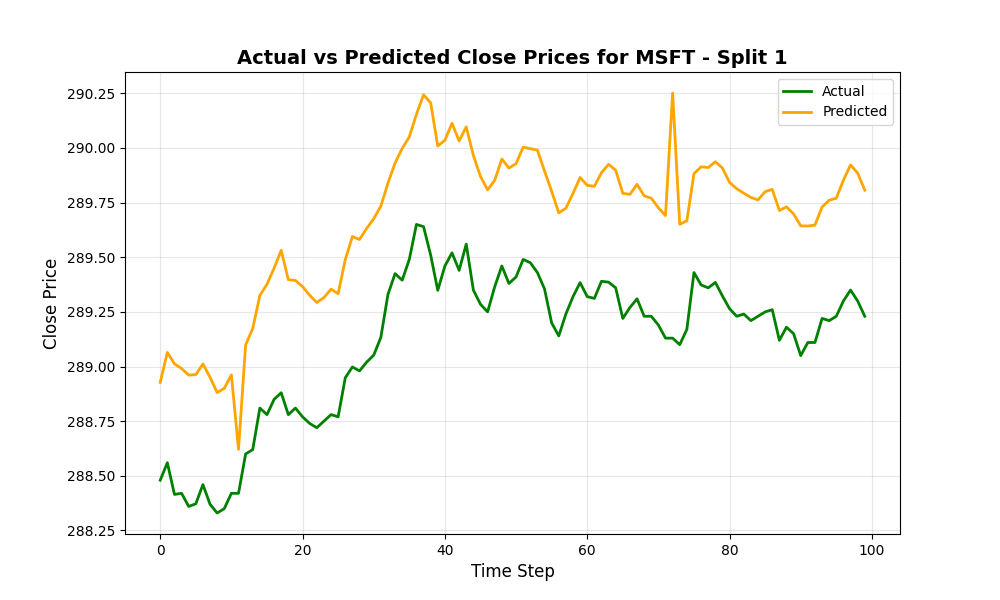 Actual vs Predicted Close Prices for MSFT - Split 1
Actual
Predicted
Close Price
290.25
290.00
289.75
289.50
289.25
289.00
288.75
288.50
288.25
0 20 40 60 80 100
Time Step